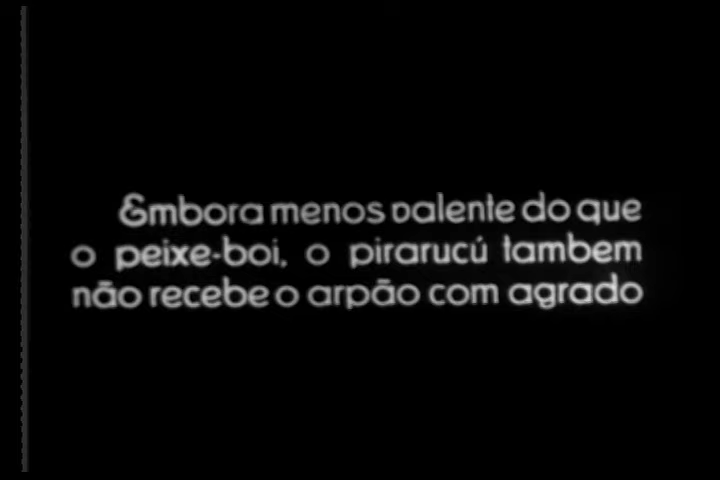 Embora menos valente do que
o peixe-boi, o pirarucú tambem
não recebe o arpão com agrado